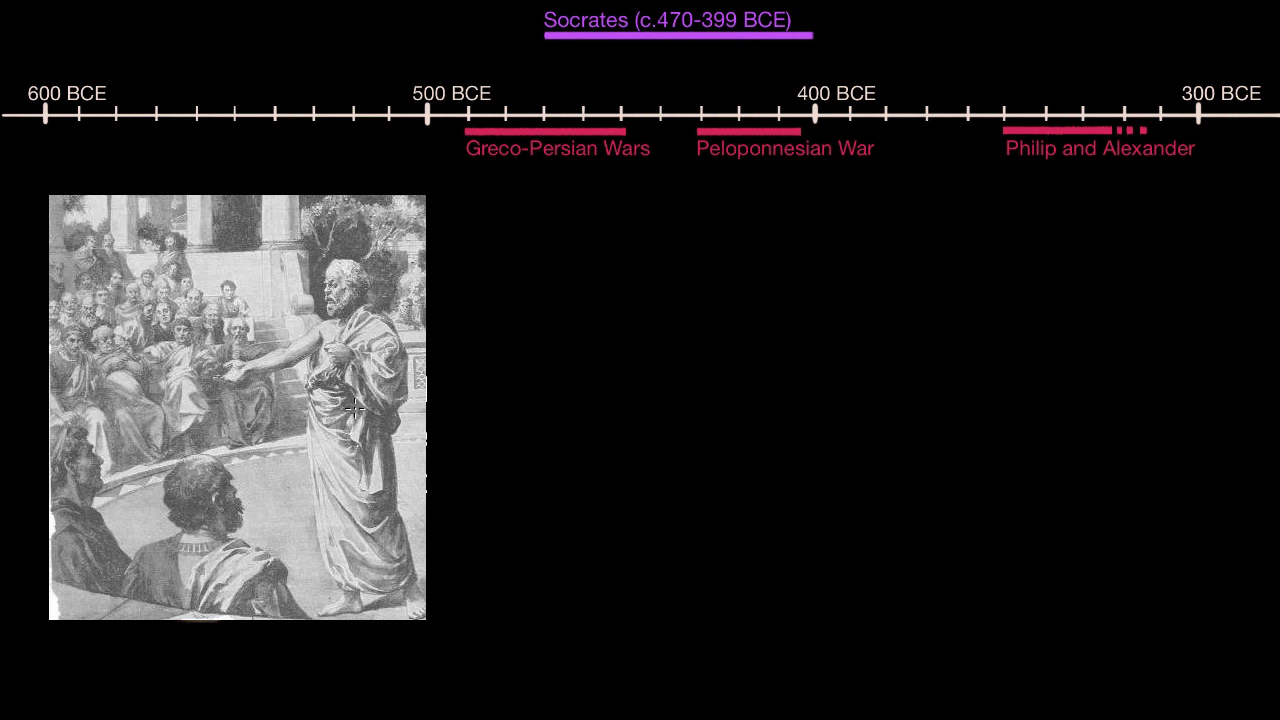 Socrates (c.470-399 BCE)
600 BCE 500 BCE 400 BCE 300 BCE
Greco-Persian Wars Peloponnesian War Philip and Alexander